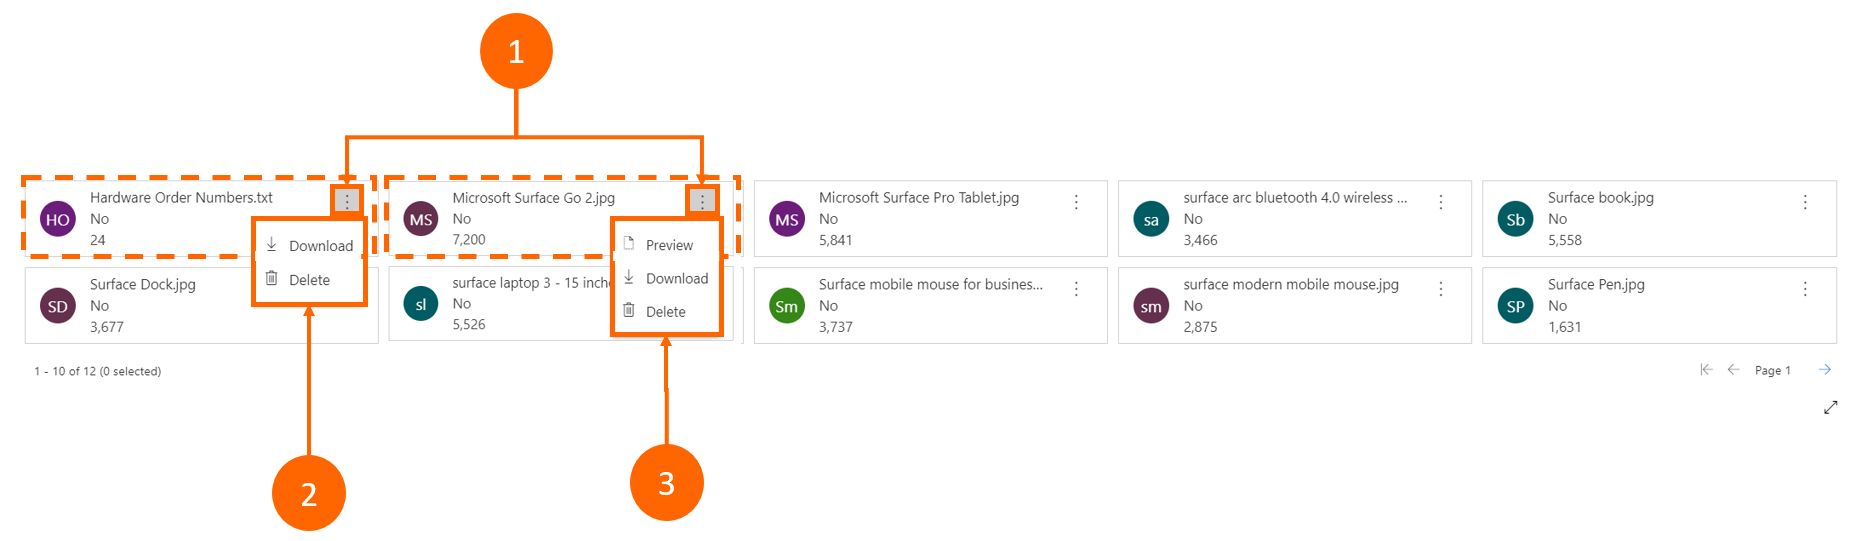 1
HO
Hardware Order Numbers.txt
No
24
Download
Delete
MS
Microsoft Surface Go 2.jpg
No
7,200
Preview
Download
Delete
MS
Microsoft Surface Pro Tablet.jpg
No
5,841
sa
surface arc bluetooth 4.0 wireless ...
No
3,466
Sb
Surface book.jpg
No
5,558
SD
Surface Dock.jpg
No
3,677
sl
surface laptop 3 - 15 inche
No
5,526
Sm
Surface mobile mouse for busines...
No
3,737
sm
surface modern mobile mouse.jpg
No
2,875
SP
Surface Pen.jpg
No
1,631
1 - 10 of 12 (0 selected)
Page 1
2
3